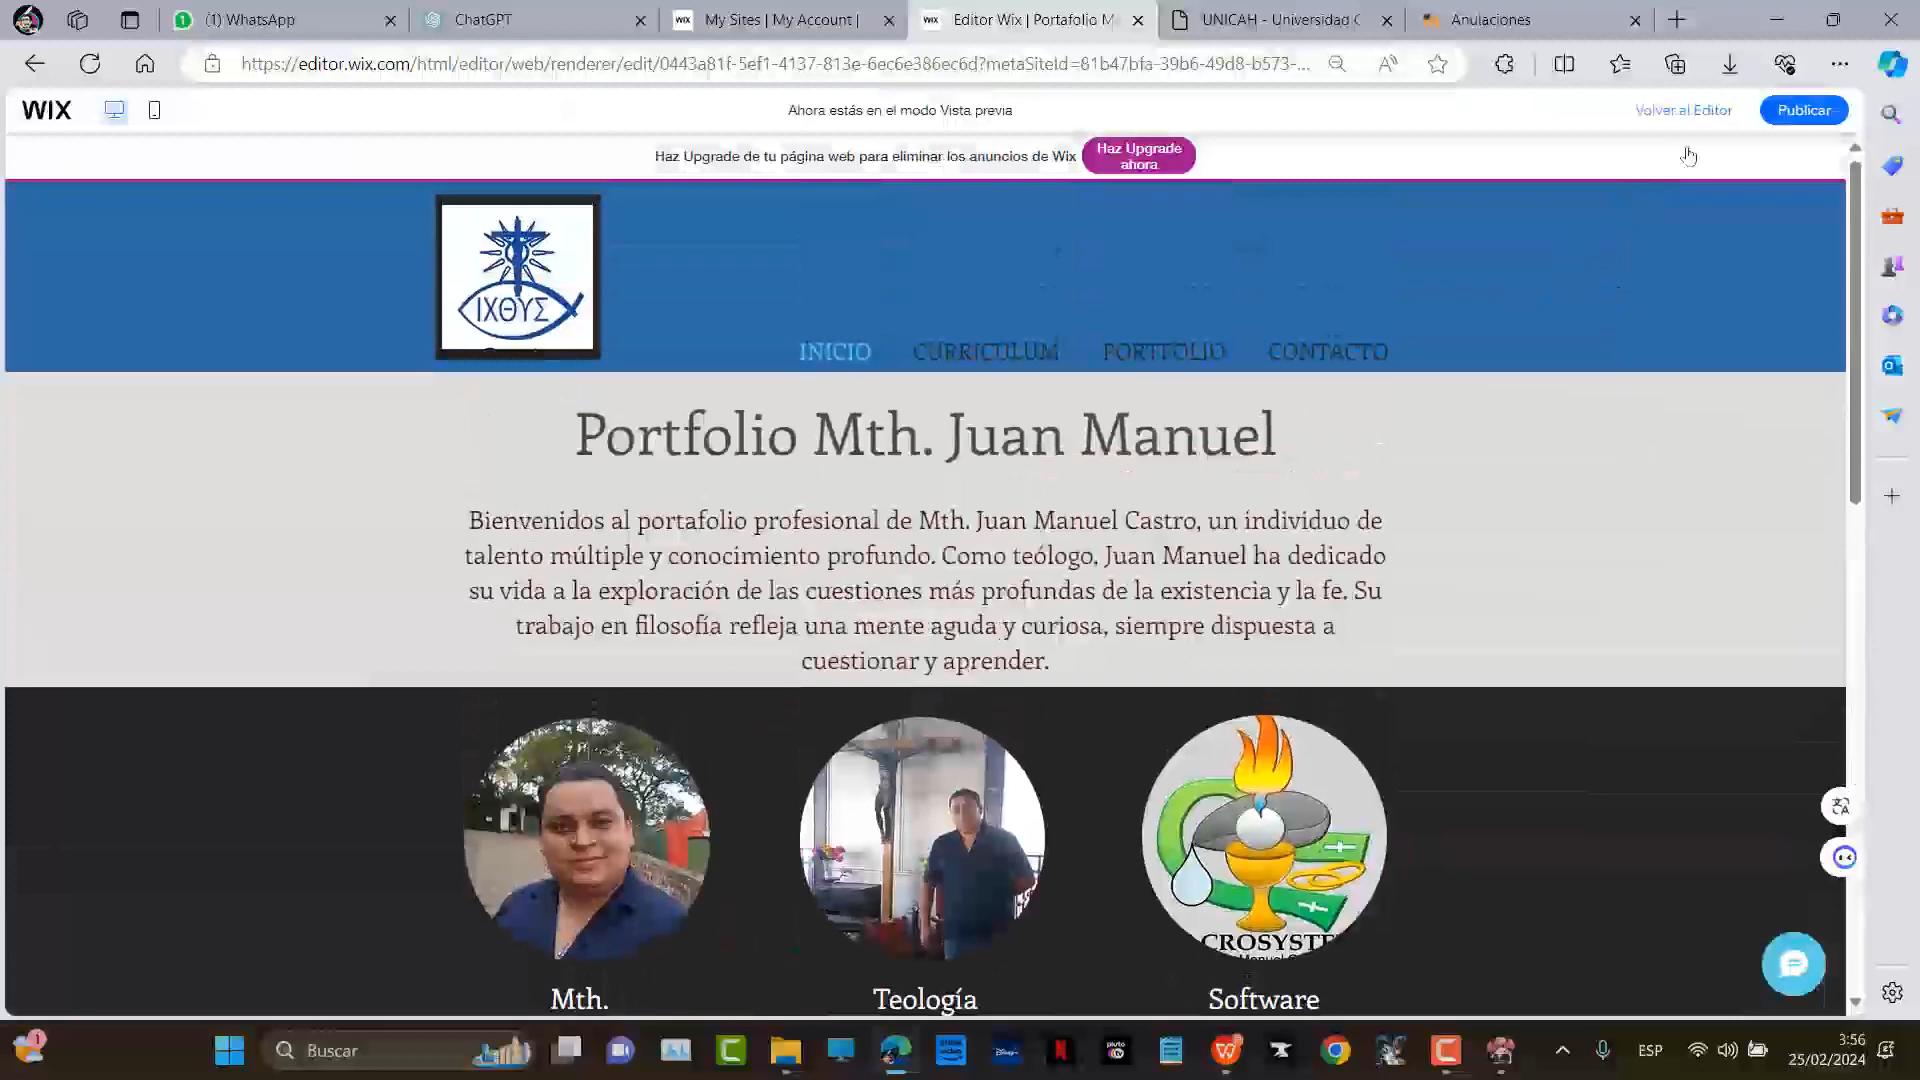 (1) WhatsApp
ChatGPT
WIX My Sites | My Account |
WIX Editor Wix | Portafolio M
UNICAH - Universidad C
Anulaciones
https://editor.wix.com/html/editor/web/renderer/edit/0443a81f-5ef1-4137-813e-6ec6e386ec6d?metaSiteId=81b47bfa-39b6-49d8-b573-...
WIX
Ahora estás en el modo Vista previa
Volver al Editor
Publicar
Haz Upgrade de tu página web para eliminar los anuncios de Wix
Haz Upgrade
ahora
ΙΧΘΥΣ
INICIO
CURRICULUM
PORTFOLIO
CONTACTO
Portfolio Mth. Juan Manuel
Bienvenidos al portafolio profesional de Mth. Juan Manuel Castro, un individuo de
talento múltiple y conocimiento profundo. Como teólogo, Juan Manuel ha dedicado
su vida a la exploración de las cuestiones más profundas de la existencia y la fe. Su
trabajo en filosofía refleja una mente aguda y curiosa, siempre dispuesta a
cuestionar y aprender.
CROSYSTE
Mth.
Teología
Software
1
Buscar
ESP
3:56
25/02/2024